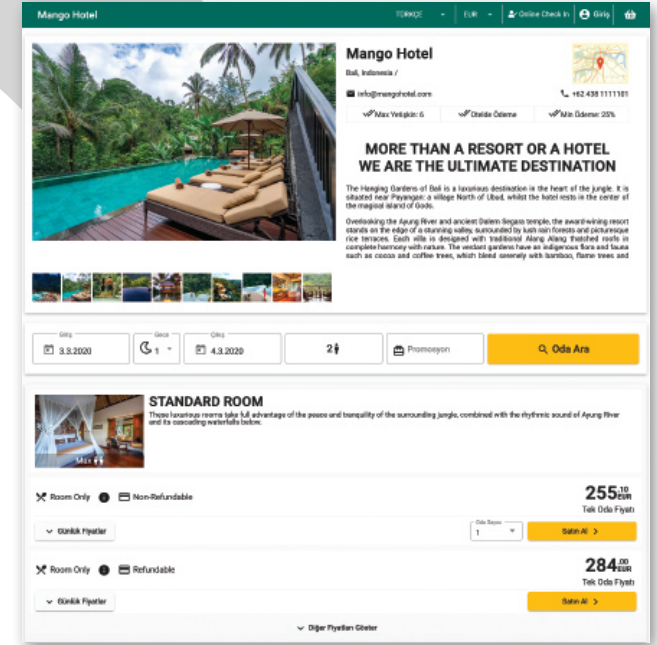 Mango Hotel
TÜRKÇE
EUR
Online Check In
Giriş
Mango Hotel
Bali, Indonesia /
info@mangohotel.com
+62.438 1111101
Max Yetişkin: 6
Otelde Ödeme
Min Ödeme: 25%
MORE THAN A RESORT OR A HOTEL
WE ARE THE ULTIMATE DESTINATION
The Hanging Gardens of Bali is a luxurious destination in the heart of the jungle. It is
situated near Payangan: a village North of Ubud, whilst the hotel rests in the center of
the magical island of Gods.
Overlooking the Ayung River and ancient Dalem Segara temple, the award-wining resort
stands on the edge of a stunning valley, surrounded by lush rain forests and picturesque
rice terraces. Each villa is designed with traditional Alang Alang thatched roofs in
complete harmony with nature. The verdant gardens have an indigenous flora and fauna
such as cocoa and coffee trees, which blend serenely with bamboo, flame trees and
Giriş
3.3.2020
Gece
1
Çıkış
4.3.2020
2
Promosyon
Oda Ara
STANDARD ROOM
These luxurious rooms take full advantage of the peace and tranquility of the surrounding jungle, combined with the rhythmic sound of Ayung River
and its cascading waterfalls below.
Max
Room Only
Non-Refundable
255.10 EUR
Tek Oda Fiyatı
Günlük Fiyatlar
Oda Sayısı
1
Satın Al
Room Only
Refundable
284.00 EUR
Tek Oda Fiyatı
Günlük Fiyatlar
Satın Al
Diğer Fiyatları Göster